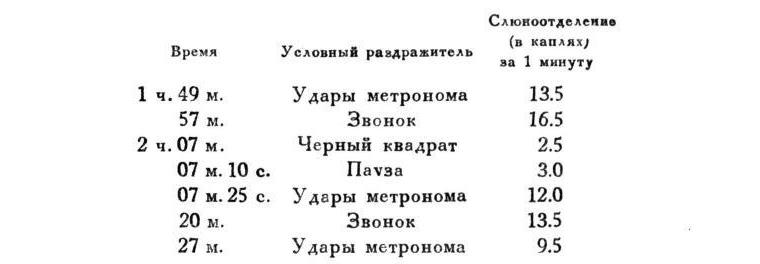 Слюноотделение
(в каплях)
Время Условный раздражитель за 1 минуту
1 ч. 49 м. Удары метронома 13.5
57 м. Звонок 16.5
2 ч. 07 м. Черный квадрат 2.5
07 м. 10 с. Пауза 3.0
07 м. 25 с. Удары метронома 12.0
20 м. Звонок 13.5
27 м. Удары метронома 9.5